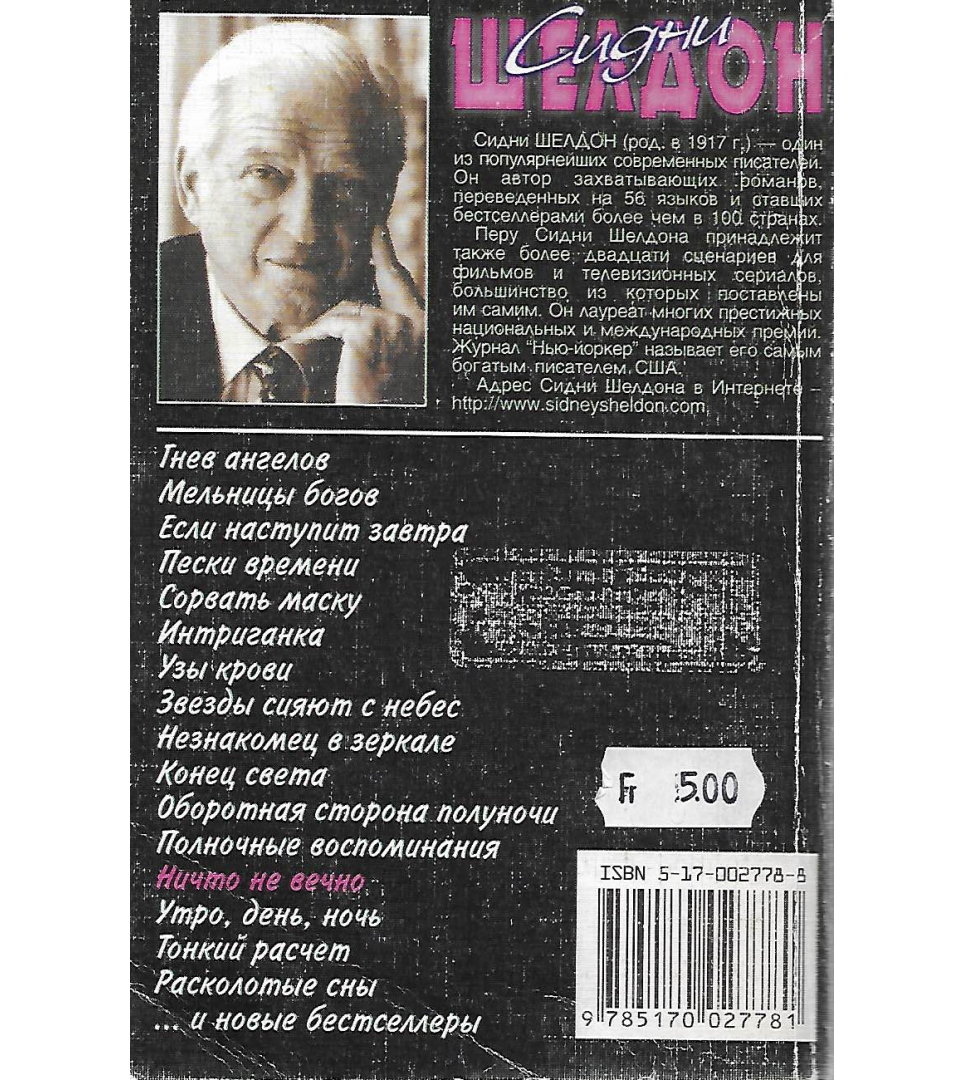 Сидни
ШЕЛДОН
Сидни ШЕЛДОН (род. в 1917 г.) — один
из популярнейших современных писателей.
Он автор захватывающих романов,
переведенных на 56 языков и ставших
бестселлерами более чем в 100 странах.
Перу Сидни Шелдона принадлежит
также более двадцати сценариев для
фильмов и телевизионных сериалов,
большинство из которых поставлены
им самим. Он лауреат многих престижных
национальных и международных премий.
Журнал "Нью-йоркер" называет его самым
богатым писателем США.
Адрес Сидни Шелдона в Интернете –
http://www.sidneysheldon.com
Гнев ангелов
Мельницы богов
Если наступит завтра
Пески времени
Сорвать маску
Интриганка
Узы крови
Звезды сияют с небес
Незнакомец в зеркале
Конец света
Оборотная сторона полуночи
Полночные воспоминания
Ничто не вечно
Утро, день, ночь
Тонкий расчет
Расколотые сны
... и новые бестселлеры
Fr 5.00
ISBN 5-17-002778-8
9 785170 027781